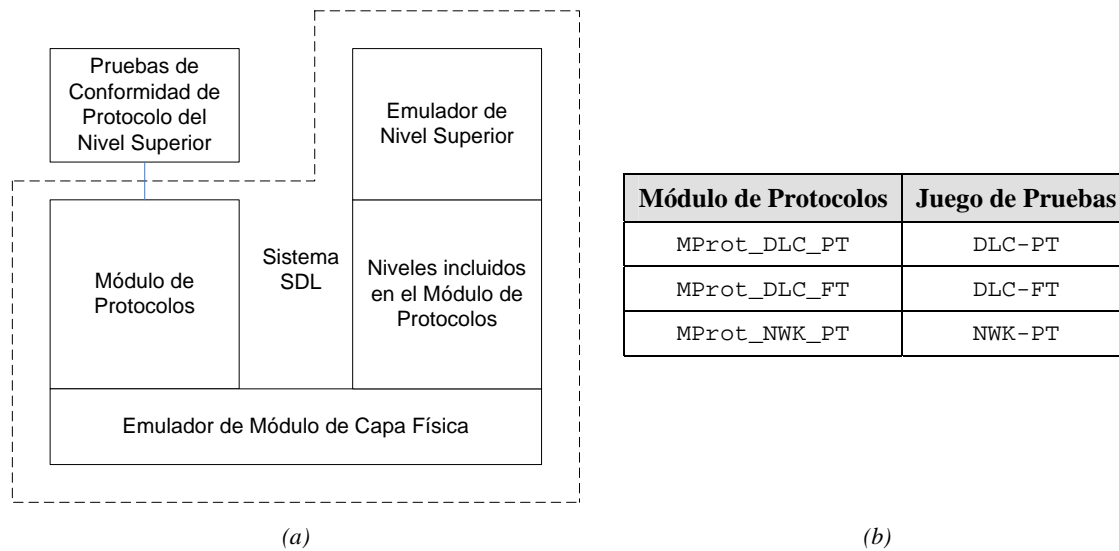 Pruebas de
Conformidad de
Protocolo del
Nivel Superior
Emulador de
Nivel Superior
Módulo de
Protocolos
Sistema
SDL
Niveles incluidos
en el Módulo de
Protocolos
Emulador de Módulo de Capa Física
(a)
Módulo de Protocolos Juego de Pruebas
MProt_DLC_PT DLC-PT
MProt_DLC_FT DLC-FT
MProt_NWK_PT NWK-PT
(b)